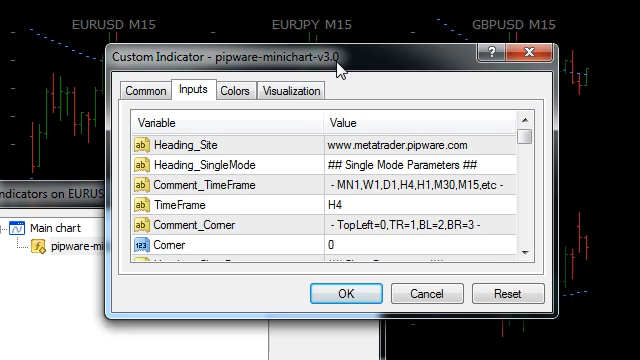 EURUSD M15
EURJPY M15
GBPUSD M15
Custom Indicator - pipware-minichart-v3.0
Common
Inputs
Colors
Visualization
Variable
Value
Heading_Site
www.metatrader.pipware.com
Heading_SingleMode
## Single Mode Parameters ##
Comment_TimeFrame
- MN1,W1,D1,H4,H1,M30,M15,etc -
TimeFrame
H4
Comment_Corner
- TopLeft=0,TR=1,BL=2,BR=3 -
Corner
0
ndicators on EURUS
Main chart
pipware-mi
OK
Cancel
Reset